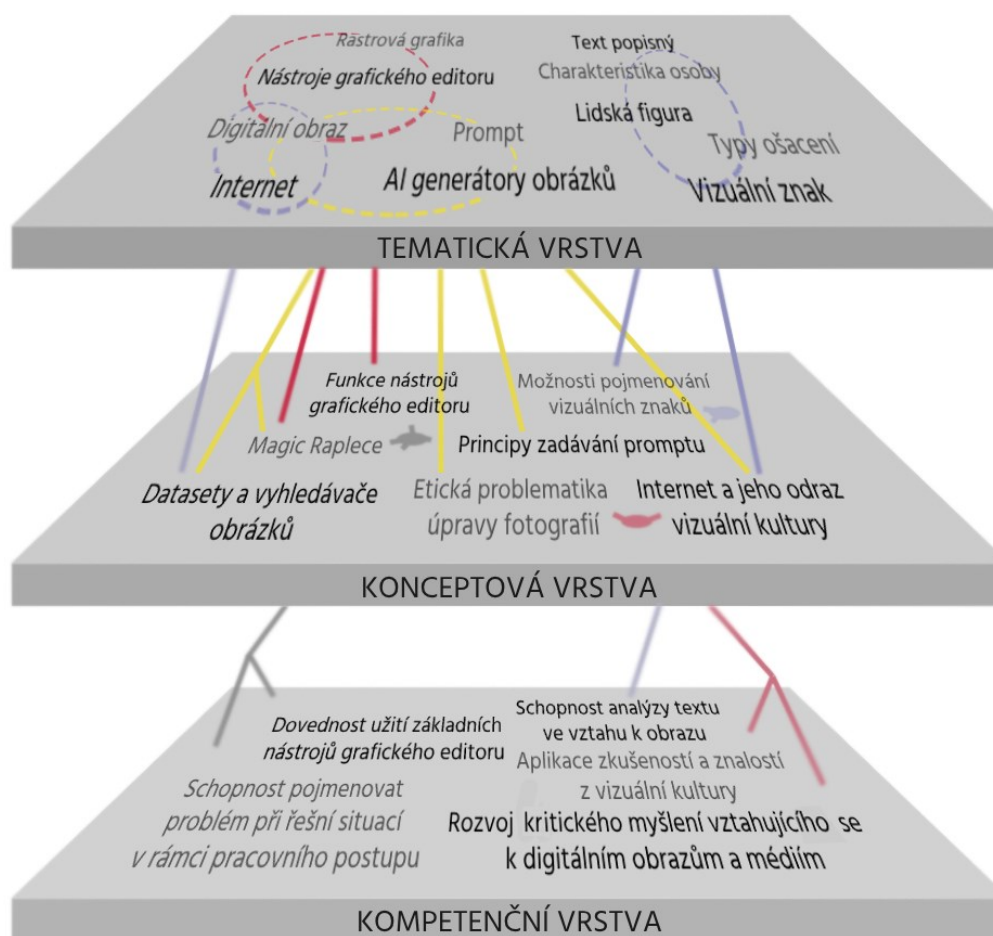 Rastrová grafika
Nástroje grafického editoru
Digitální obraz
Prompt
Internet
AI generátory obrázků
Text popisný
Charakteristika osoby
Lidská figura
Typy ošacení
Vizuální znak
TEMATICKÁ VRSTVA
Funkce nástrojů
grafického editoru
Možnosti pojmenování
vizuálních znaků
Magic Raplece
Principy zadávání promptu
Datasety a vyhledávače
obrázků
Etická problematika
úpravy fotografií
Internet a jeho odraz
vizuální kultury
KONCEPTOVÁ VRSTVA
Dovednost užití základních
nástrojů grafického editoru
Schopnost analýzy textu
ve vztahu k obrazu
Schopnost pojmenovat
problém při řešní situací
v rámci pracovního postupu
Aplikace zkušeností a znalostí
z vizuální kultury
Rozvoj kritického myšlení vztahujícího se
k digitálním obrazům a médiím
KOMPETENČNÍ VRSTVA